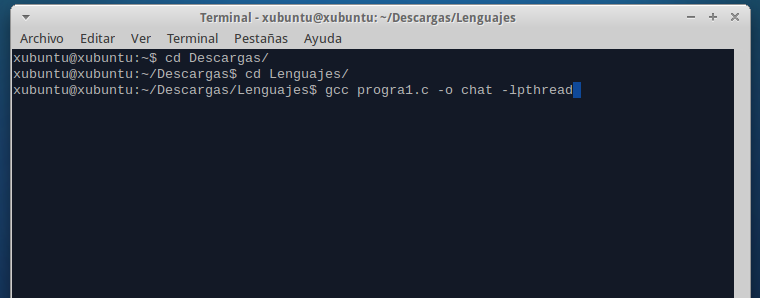 Terminal - xubuntu@xubuntu: ~/Descargas/Lenguajes
Archivo Editar Ver Terminal Pestañas Ayuda
xubuntu@xubuntu:~$ cd Descargas/
xubuntu@xubuntu:~/Descargas$ cd Lenguajes/
xubuntu@xubuntu:~/Descargas/Lenguajes$ gcc progra1.c -o chat -lpthread